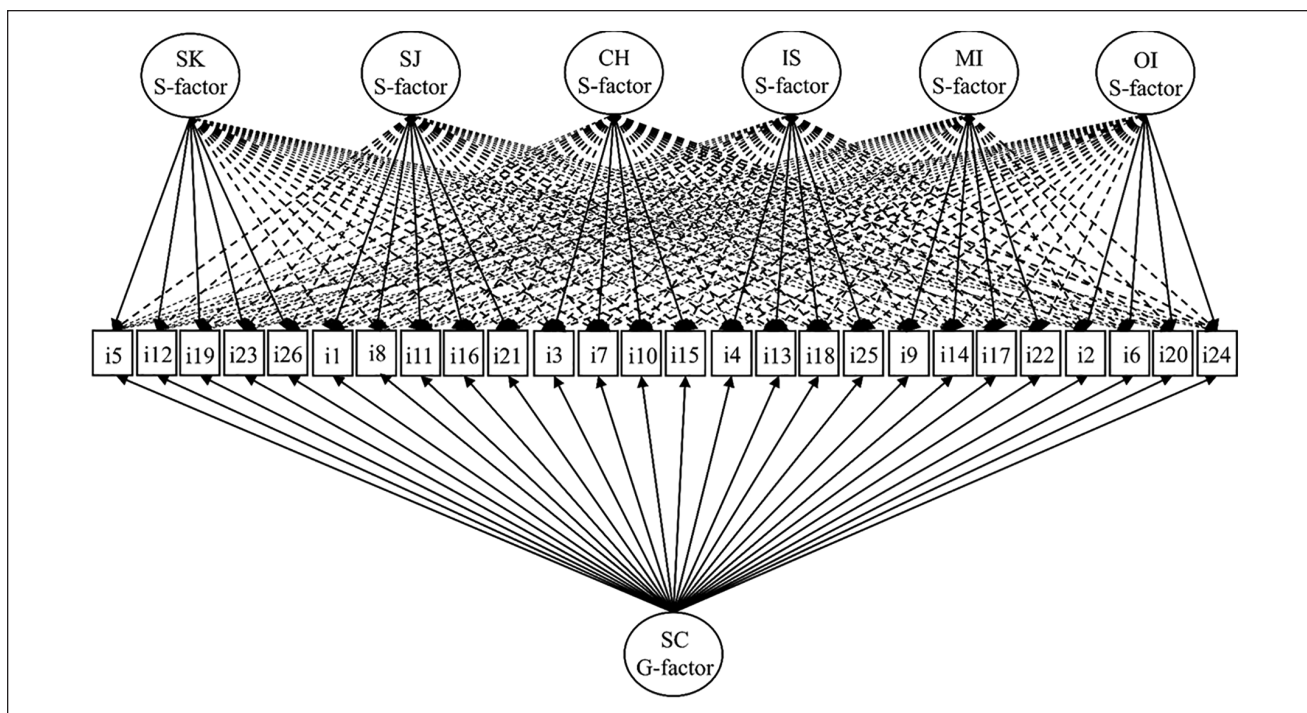 SK
S-factor
SJ
S-factor
CH
S-factor
IS
S-factor
MI
S-factor
OI
S-factor
i5 i12 i19 i23 i26 i1 i8 i11 i16 i21 i3 i7 i10 i15 i4 i13 i18 i25 i9 i14 i17 i22 i2 i6 i20 i24
SC
G-factor